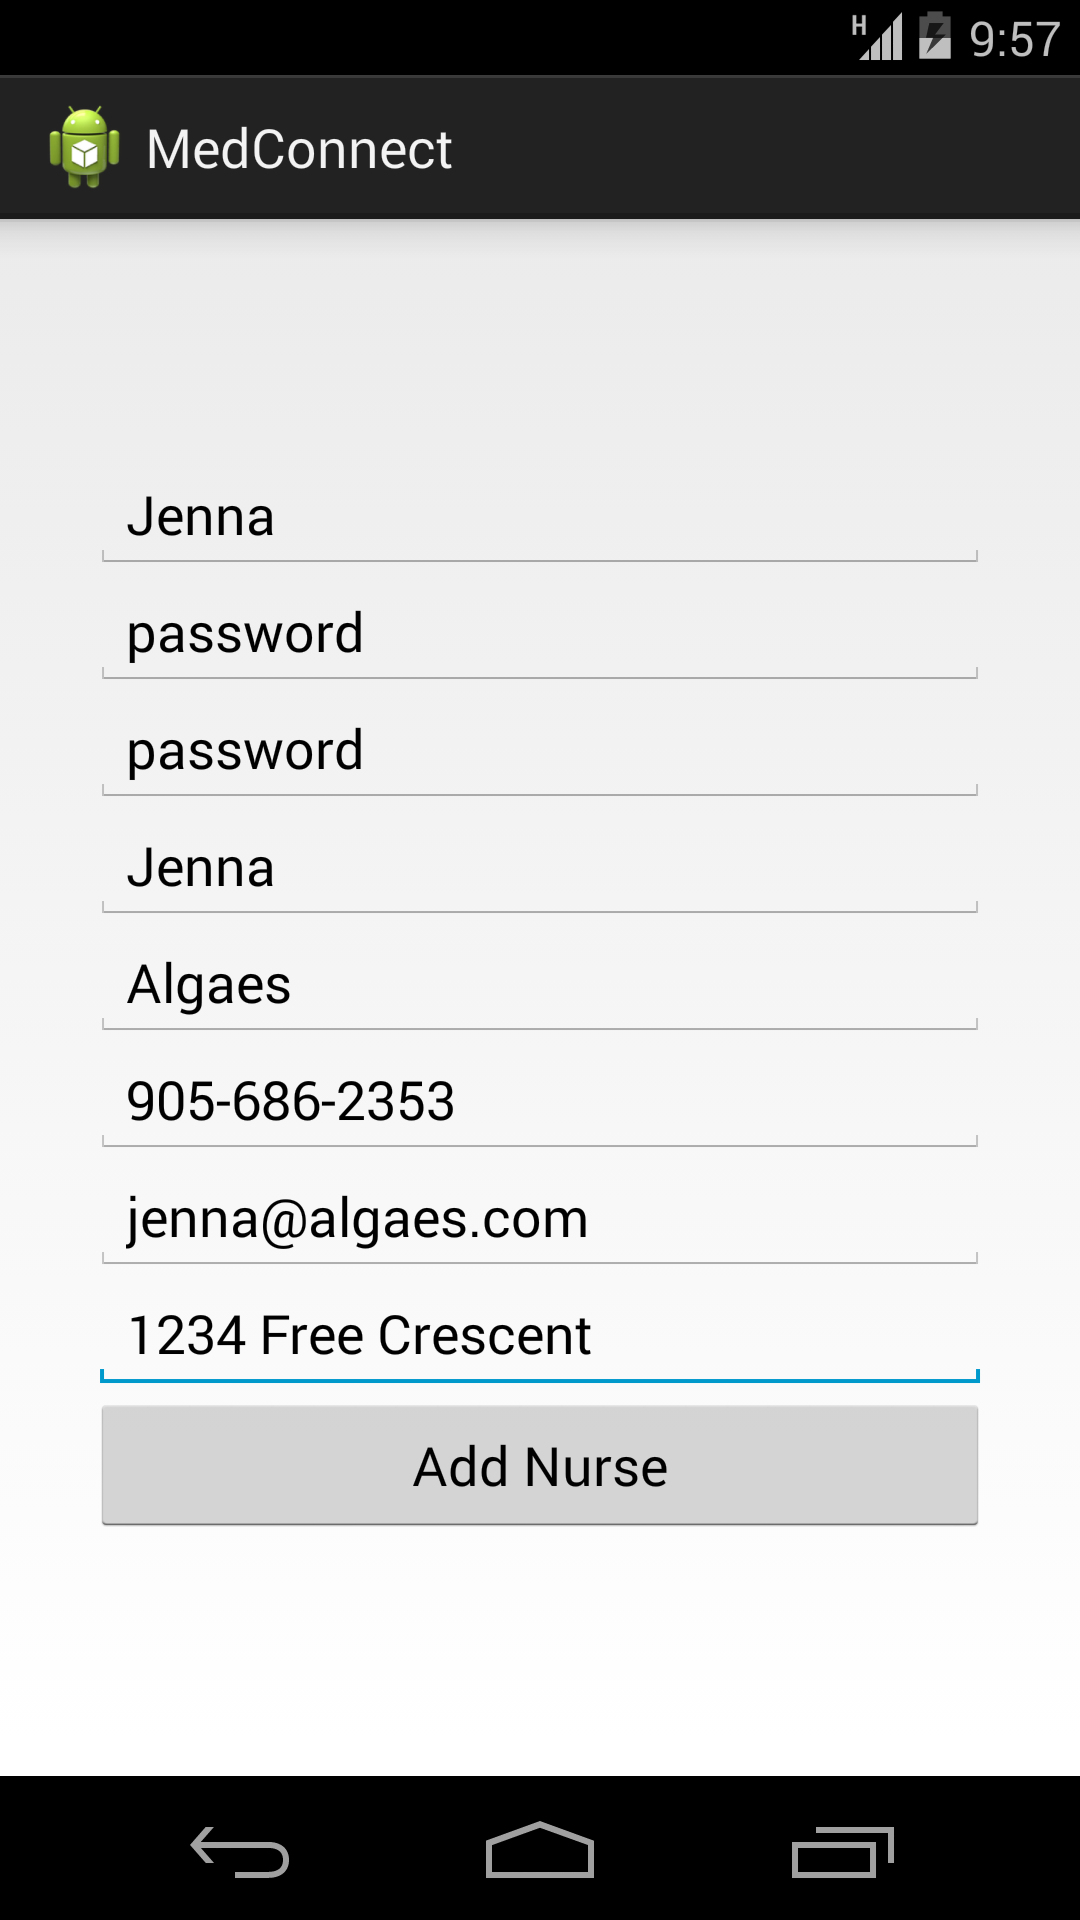 H 9:57
MedConnect
Jenna
password
password
Jenna
Algaes
905-686-2353
jenna@algaes.com
1234 Free Crescent
Add Nurse